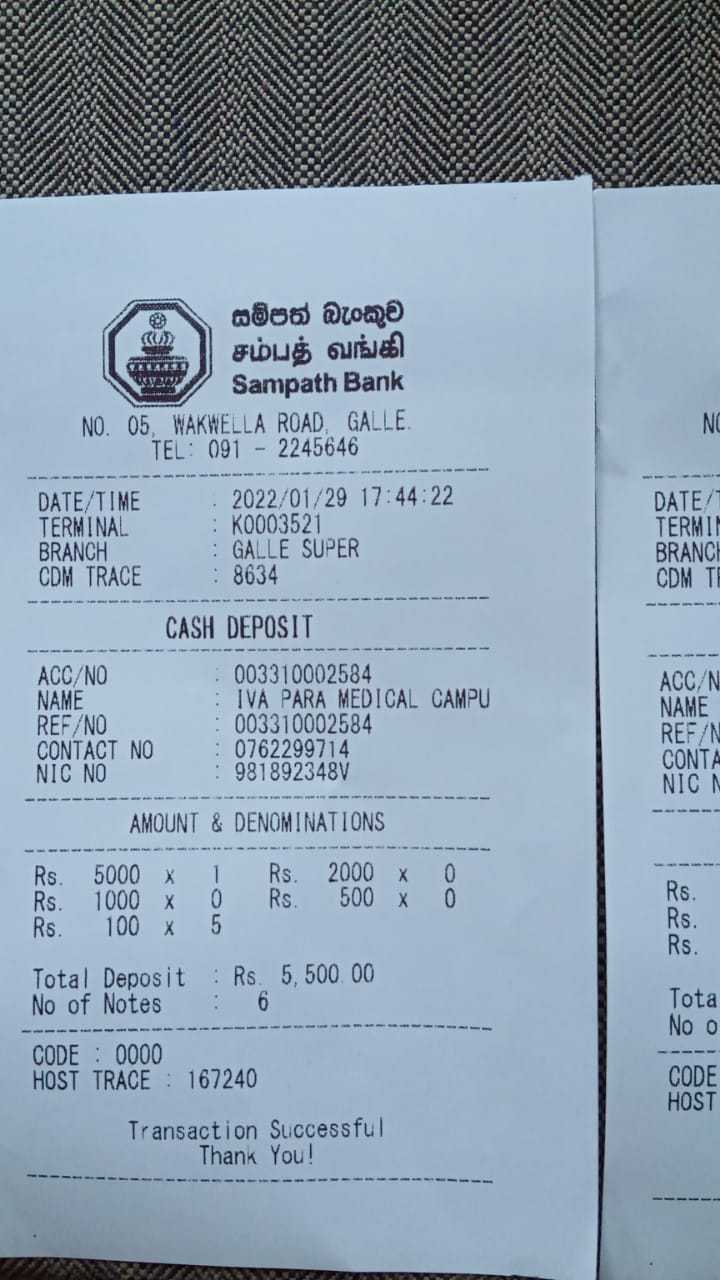 සම්පත් බැංකුව
சம்பத் வங்கி
Sampath Bank
NO. 05, WAKWELLA ROAD, GALLE.
TEL: 091 - 2245646
DATE/TIME : 2022/01/29 17:44:22
TERMINAL : K0003521
BRANCH : GALLE SUPER
CDM TRACE : 8634
CASH DEPOSIT
ACC/NO : 003310002584
NAME : IVA PARA MEDICAL CAMPU
REF/NO : 003310002584
CONTACT NO : 0762299714
NIC NO : 981892348V
AMOUNT & DENOMINATIONS
Rs. 5000 x 1 Rs. 2000 x 0
Rs. 1000 x 0 Rs. 500 x 0
Rs. 100 x 5
Total Deposit : Rs. 5,500.00
No of Notes : 6
CODE : 0000
HOST TRACE : 167240
Transaction Successful
Thank You!
DATE/
TERMI
BRANC
CDM T
ACC/N
NAME
REF/N
CONTA
NIC N
Rs.
Rs.
Rs.
Tota
No o
CODE
HOST